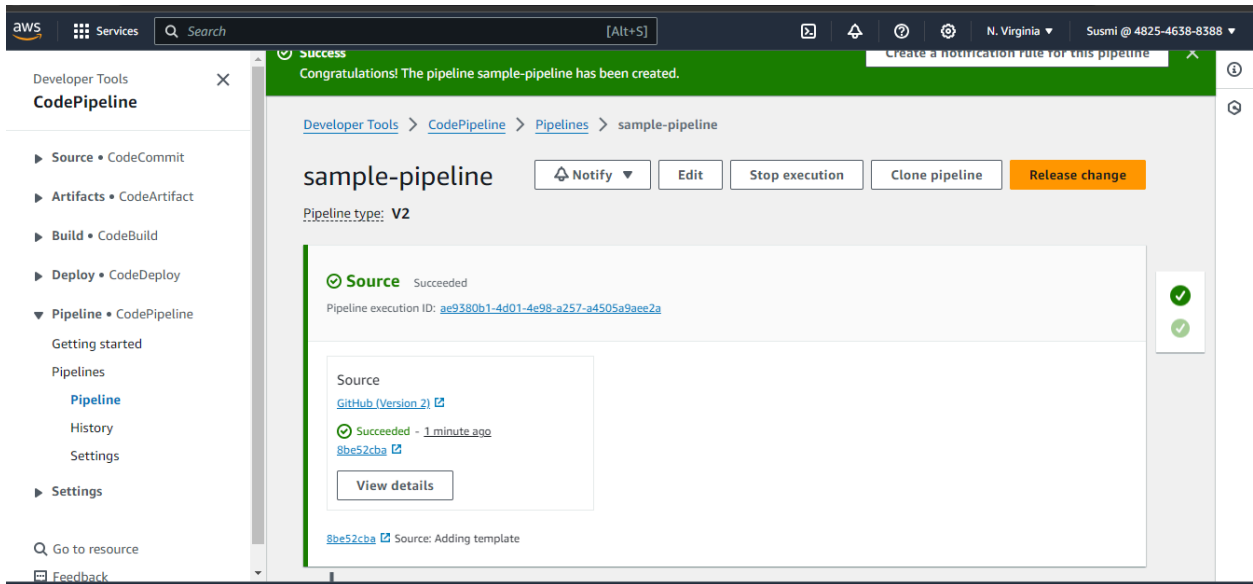 aws Services Search [Alt+S] N. Virginia ▼ Susmi @ 4825-4638-8388 ▼
Success
Congratulations! The pipeline sample-pipeline has been created.
Create a notification rule for this pipeline
Developer Tools
CodePipeline
Source • CodeCommit
Artifacts • CodeArtifact
Build • CodeBuild
Deploy • CodeDeploy
Pipeline • CodePipeline
Getting started
Pipelines
Pipeline
History
Settings
Settings
Go to resource
Feedback
Developer Tools > CodePipeline > Pipelines > sample-pipeline
sample-pipeline
Notify ▼ Edit Stop execution Clone pipeline Release change
Pipeline type: V2
Source Succeeded
Pipeline execution ID: ae9380b1-4d01-4e98-a257-a4505a9aee2a
Source
GitHub (Version 2)
Succeeded - 1 minute ago
8be52cba
View details
8be52cba Source: Adding template